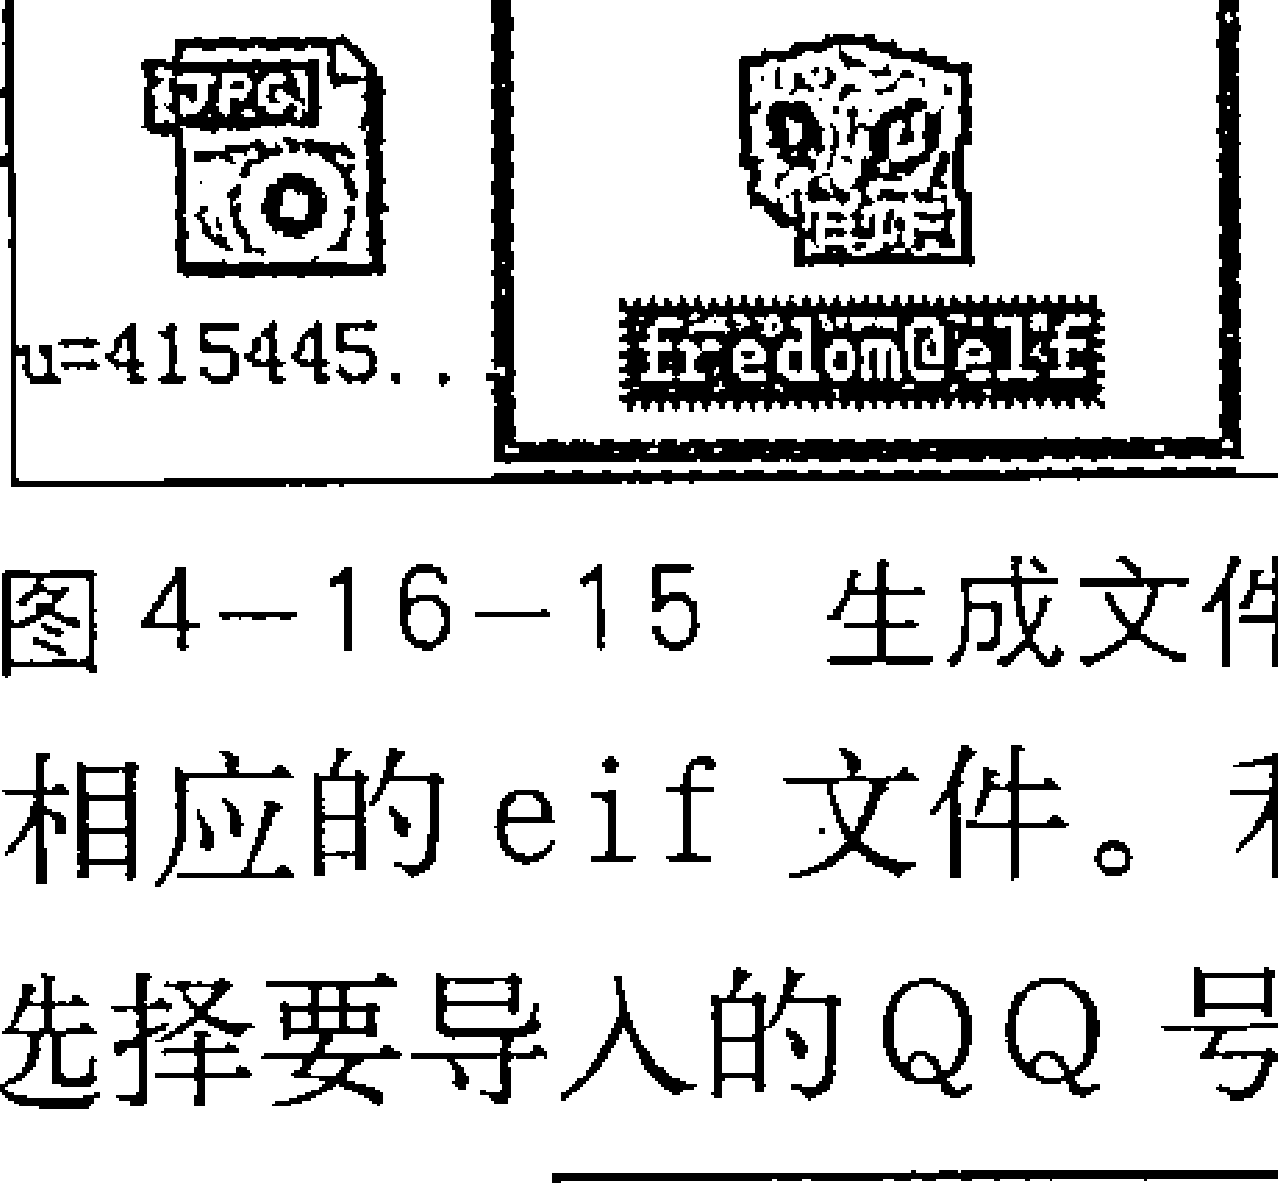 JPG
u=415445...
fredom@elf
图 4－16－15 生成文件
相应的 eif 文件。
选择要导入的 QQ 号